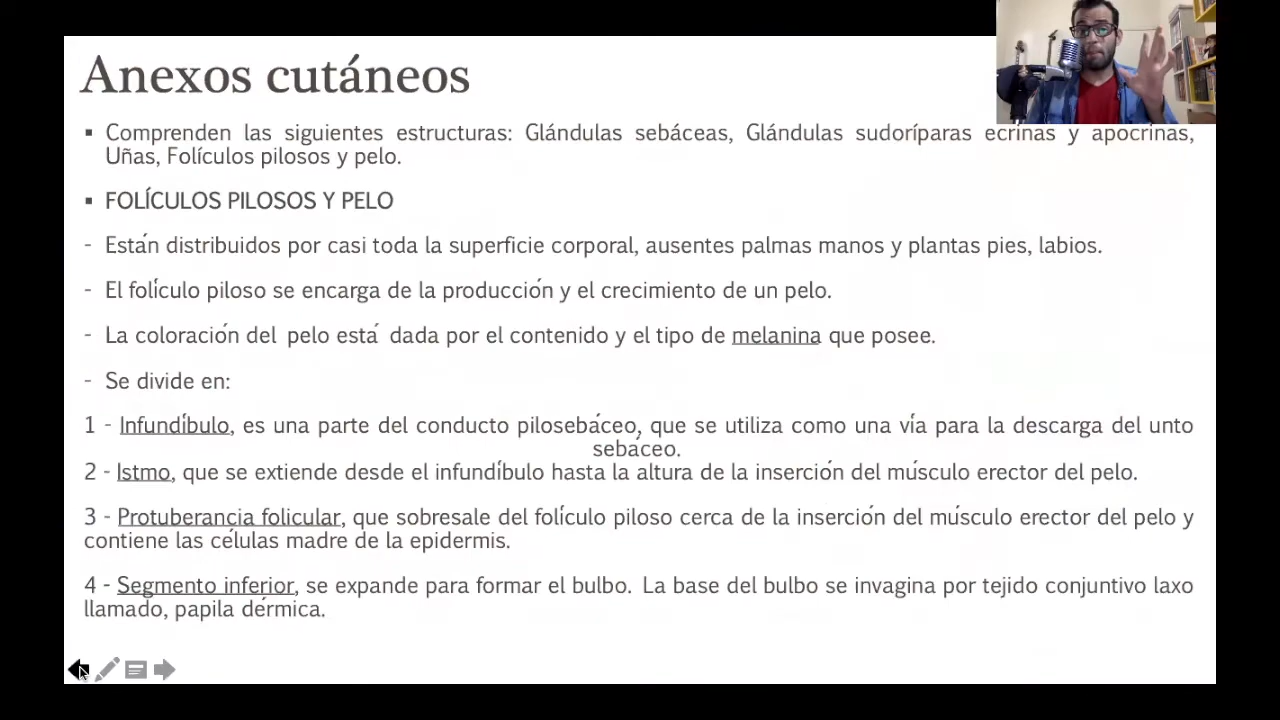 Anexos cutáneos
▪ Comprenden las siguientes estructuras: Glándulas sebáceas, Glándulas sudoríparas ecrinas y apocrinas,
Uñas, Folículos pilosos y pelo.
▪ FOLÍCULOS PILOSOS Y PELO
- Están distribuidos por casi toda la superficie corporal, ausentes palmas manos y plantas pies, labios.
- El folículo piloso se encarga de la producción y el crecimiento de un pelo.
- La coloración del pelo está dada por el contenido y el tipo de melanina que posee.
- Se divide en:
1 - Infundíbulo, es una parte del conducto pilosebáceo, que se utiliza como una vía para la descarga del unto
sebáceo.
2 - Istmo, que se extiende desde el infundíbulo hasta la altura de la inserción del músculo erector del pelo.
3 - Protuberancia folicular, que sobresale del folículo piloso cerca de la inserción del músculo erector del pelo y
contiene las células madre de la epidermis.
4 - Segmento inferior, se expande para formar el bulbo. La base del bulbo se invagina por tejido conjuntivo laxo
llamado, papila dérmica.